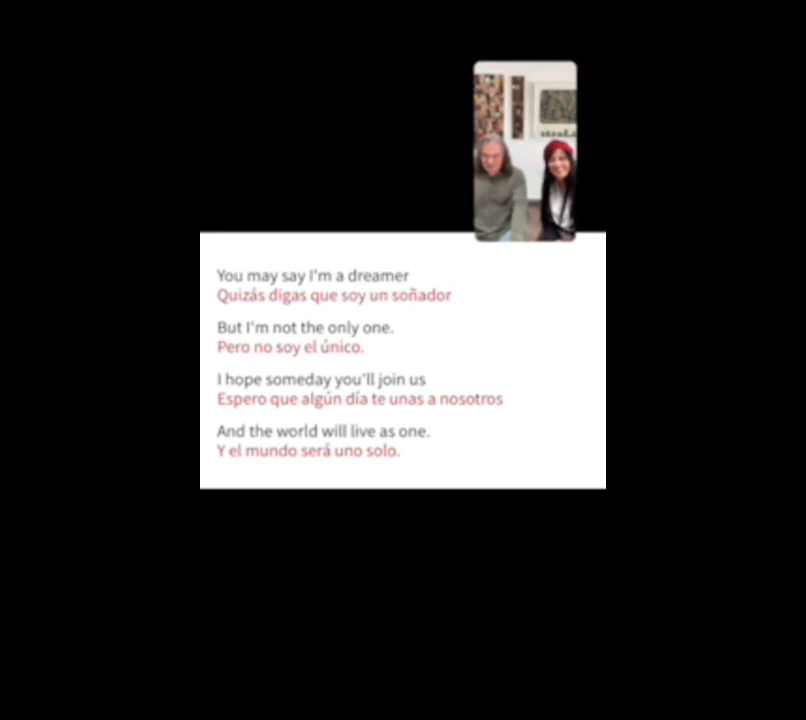 You may say I'm a dreamer
Quizás digas que soy un soñador
But I'm not the only one.
Pero no soy el único.
I hope someday you'll join us
Espero que algún día te unas a nosotros
And the world will live as one.
Y el mundo será uno solo.